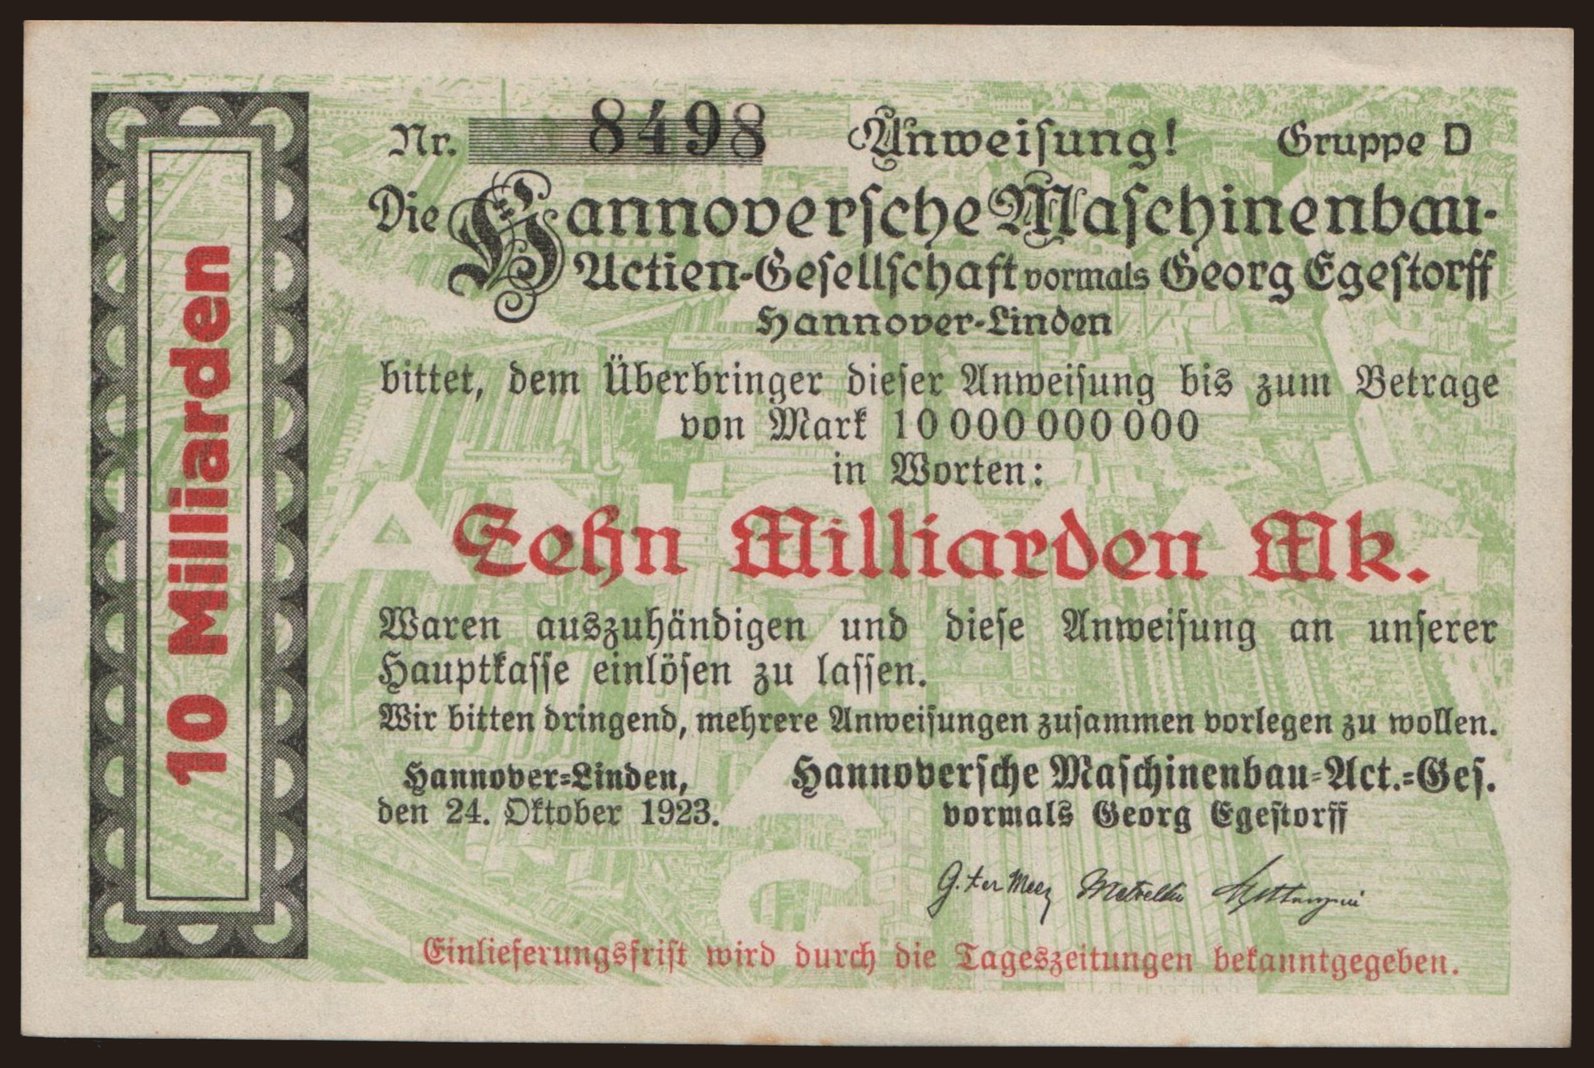 10 Milliarden
Nr. 8498 Anweisung! Gruppe D
Die Hannoversche Maschinenbau-
Actien-Gesellschaft vormals Georg Egestorff
Hannover-Linden
bittet, dem Überbringer dieser Anweisung bis zum Betrage
von Mark 10 000 000 000
in Worten:
Zehn Milliarden Mk.
Waren auszuhändigen und diese Anweisung an unserer
Hauptkasse einlösen zu lassen.
Wir bitten dringend, mehrere Anweisungen zusammen vorlegen zu wollen.
Hannover-Linden,
den 24. Oktober 1923.
Hannoversche Maschinenbau-Act.-Ges.
vormals Georg Egestorff
G. ter Meer
Einlieferungsfrist wird durch die Tageszeitungen bekanntgegeben.